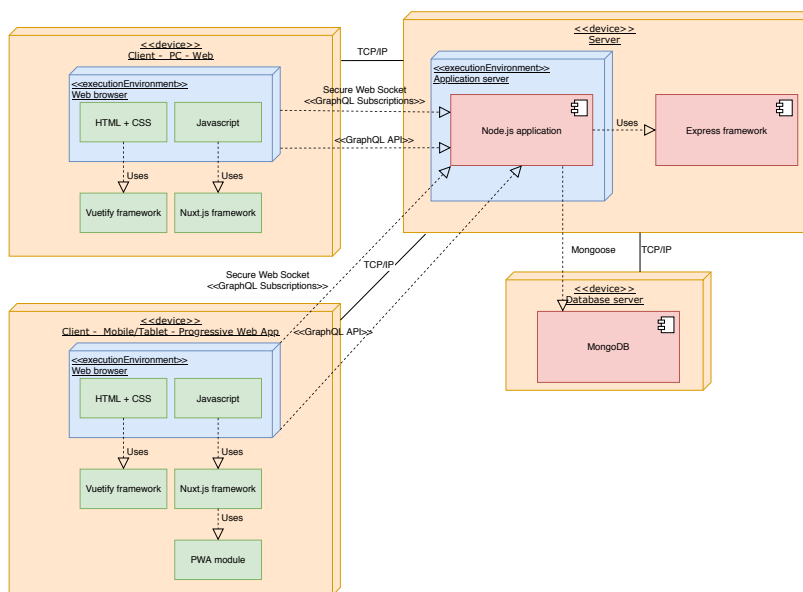 <<device>>
Client - PC - Web
<<executionEnvironment>>
Web browser
HTML + CSS
Javascript
Uses
Uses
Vuetify framework
Nuxt.js framework
TCP/IP
Secure Web Socket
<<GraphQL Subscriptions>>
<<GraphQL API>>
<<device>>
Server
<<executionEnvironment>>
Application server
Node.js application
Uses
Express framework
Mongoose
TCP/IP
<<device>>
Database server
MongoDB
TCP/IP
Secure Web Socket
<<GraphQL Subscriptions>>
<<GraphQL API>>
<<device>>
Client - Mobile/Tablet - Progressive Web App
<<executionEnvironment>>
Web browser
HTML + CSS
Javascript
Uses
Uses
Vuetify framework
Nuxt.js framework
Uses
PWA module